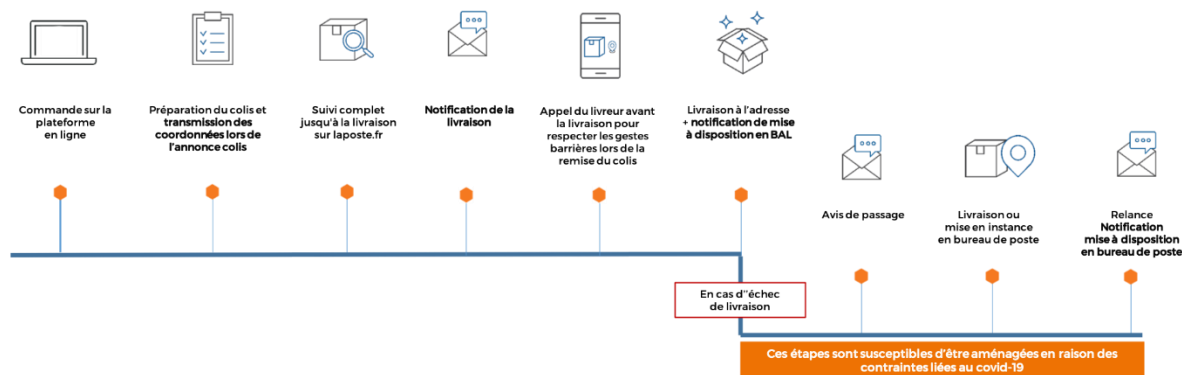 Commande sur la
plateforme
en ligne
Préparation du colis et
transmission des
coordonnées lors de
l'annonce colis
Suivi complet
jusqu'à la livraison
sur laposte.fr
Notification de la
livraison
Appel du livreur avant
la livraison pour
respecter les gestes
barrières lors de la
remise du colis
Livraison à l'adresse
+ notification de mise
à disposition en BAL
Avis de passage
Livraison ou
mise en instance
en bureau de poste
Relance
Notification
mise à disposition
en bureau de poste
En cas d''échec
de livraison
Ces étapes sont susceptibles d'être aménagées en raison des
contraintes liées au covid-19